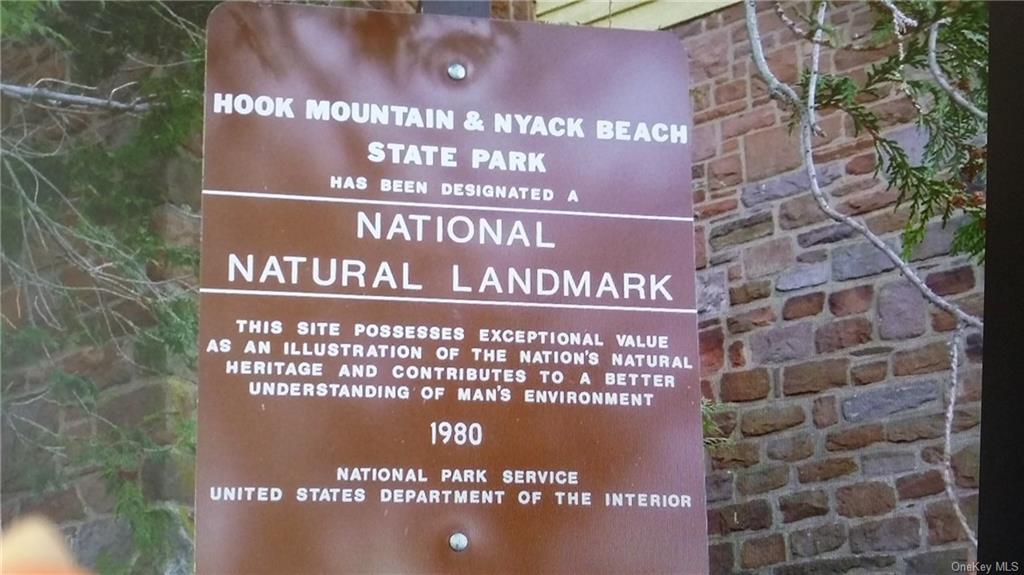 HOOK MOUNTAIN & NYACK BEACH
STATE PARK
HAS BEEN DESIGNATED A
NATIONAL
NATURAL LANDMARK
THIS SITE POSSESSES EXCEPTIONAL VALUE
AS AN ILLUSTRATION OF THE NATION'S NATURAL
HERITAGE AND CONTRIBUTES TO A BETTER
UNDERSTANDING OF MAN'S ENVIRONMENT
1980
NATIONAL PARK SERVICE
UNITED STATES DEPARTMENT OF THE INTERIOR
OneKey MLS